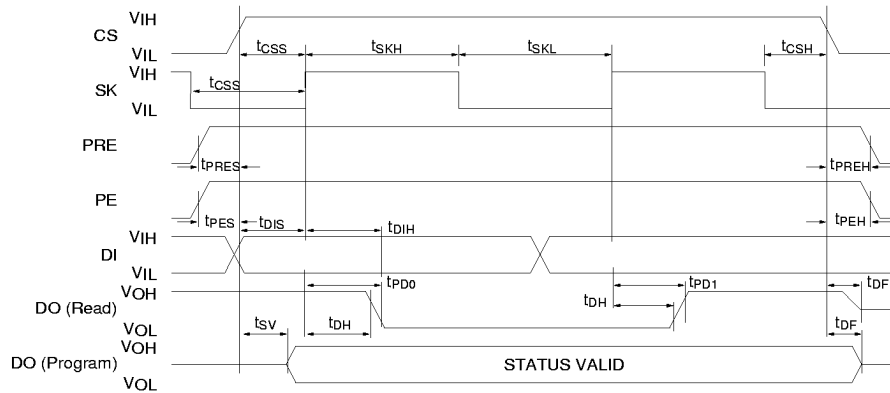 VIH
CS
VIL
tCSS
tSKH
tSKL
tCSH
VIH
SK
VIL
tCSS
PRE
tPRES
tPREH
PE
tPES
tDIS
tDIH
tPEH
VIH
DI
VIL
tPD0
tPD1
tDF
VOH
DO (Read)
VOL
tDH
tSV
tDH
tDF
VOH
DO (Program)
VOL
STATUS VALID